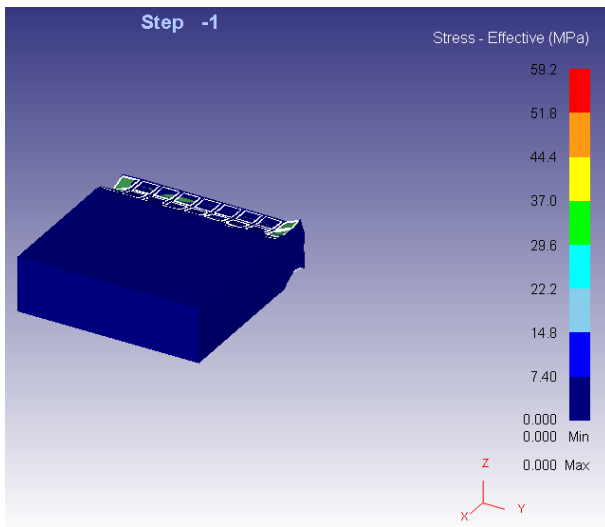 Step -1
Stress - Effective (MPa)
59.2
51.8
44.4
37.0
29.6
22.2
14.8
7.40
0.000
0.000 Min
0.000 Max
Z
X Y